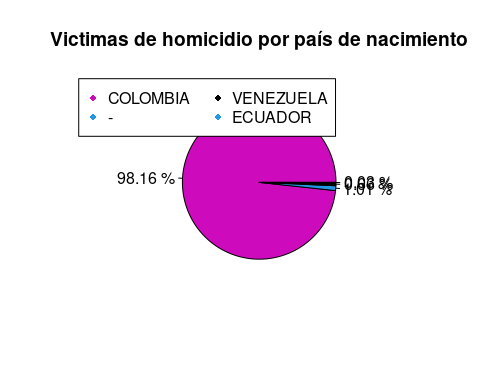 Victimas de homicidio por país de nacimiento
COLOMBIA
VENEZUELA
-
ECUADOR
98.16 %
1.01 %